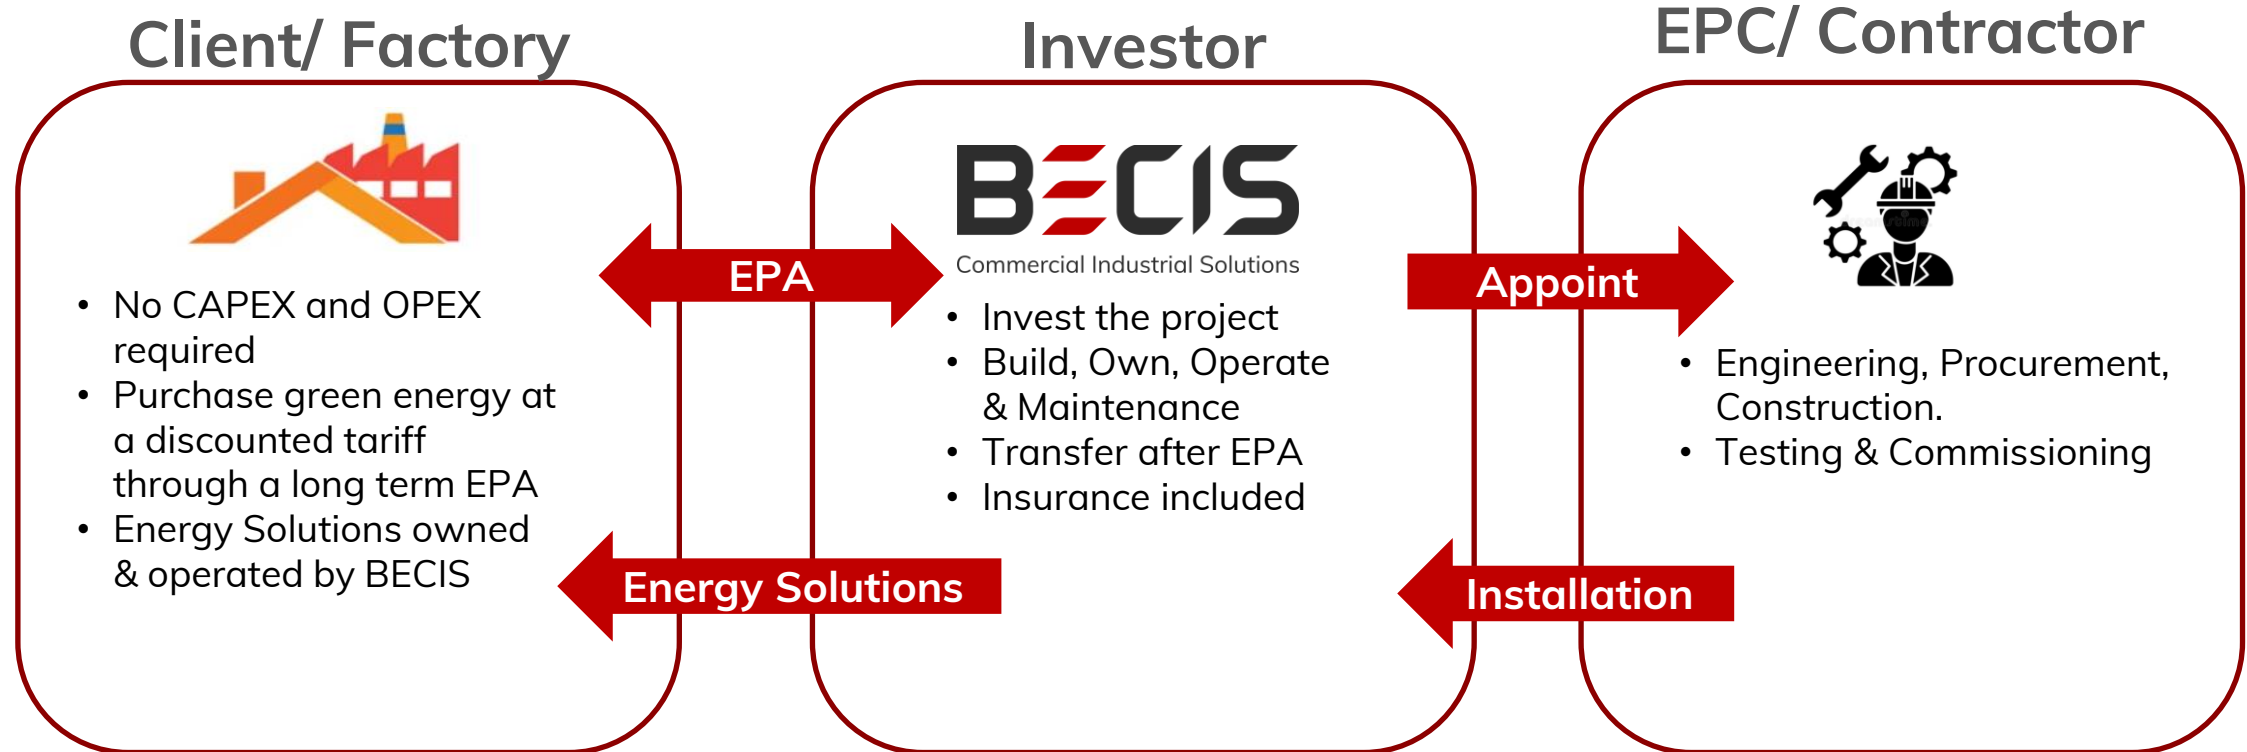 Client/ Factory
Investor
EPC/ Contractor
BECIS
Commercial Industrial Solutions
EPA
Appoint
• No CAPEX and OPEX
required
• Purchase green energy at
a discounted tariff
through a long term EPA
• Energy Solutions owned
& operated by BECIS
• Invest the project
• Build, Own, Operate
& Maintenance
• Transfer after EPA
• Insurance included
• Engineering, Procurement,
Construction.
• Testing & Commissioning
Energy Solutions
Installation